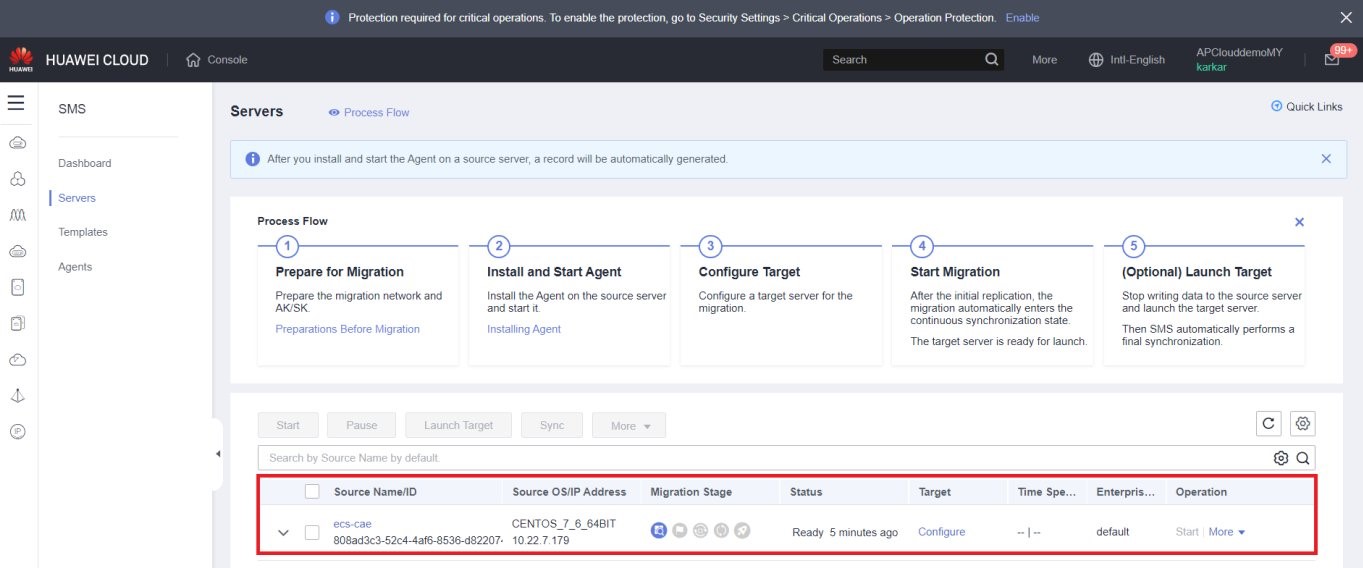 Protection required for critical operations. To enable the protection, go to Security Settings > Critical Operations > Operation Protection. Enable
HUAWEI
HUAWEI CLOUD
Console
Search
More
Intl-English
APClouddemoMY
karkar
99+
SMS
Dashboard
Servers
Templates
Agents
Servers
Process Flow
Quick Links
After you install and start the Agent on a source server, a record will be automatically generated.
Process Flow
1
Prepare for Migration
Prepare the migration network and
AK/SK.
Preparations Before Migration
2
Install and Start Agent
Install the Agent on the source server
and start it.
Installing Agent
3
Configure Target
Configure a target server for the
migration.
4
Start Migration
After the initial replication, the
migration automatically enters the
continuous synchronization state.
The target server is ready for launch.
5
(Optional) Launch Target
Stop writing data to the source server
and launch the target server.
Then SMS automatically performs a
final synchronization.
Start Pause Launch Target Sync More
Search by Source Name by default.
Source Name/ID Source OS/IP Address Migration Stage Status Target Time Spe... Enterpris... Operation
ecs-cae CENTOS_7_6_64BIT
Ready 5 minutes ago Configure -- | -- default Start More
808ad3c3-52c4-4af6-8536-d82207 10.22.7.179
IP